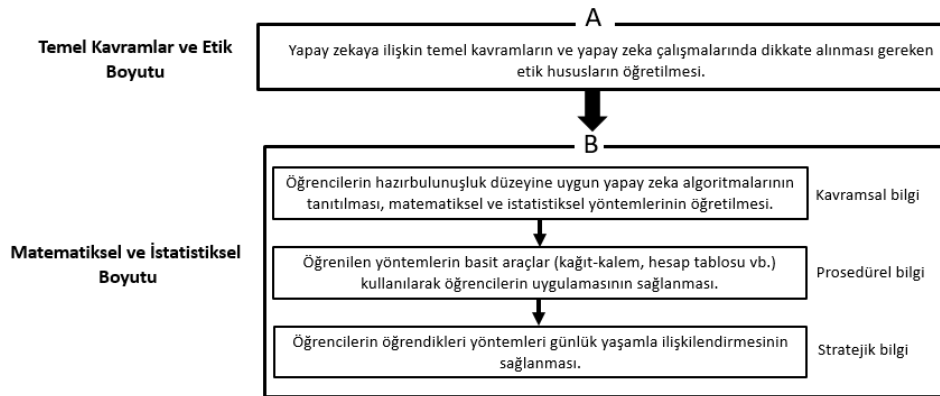 A
Temel Kavramlar ve Etik
Boyutu
Yapay zekaya ilişkin temel kavramların ve yapay zeka çalışmalarında dikkate alınması gereken
etik hususların öğretilmesi.
B
Matematiksel ve İstatistiksel
Boyutu
Öğrencilerin hazırbulunuşluk düzeyine uygun yapay zeka algoritmalarının
tanıtılması, matematiksel ve istatistiksel yöntemlerinin öğretilmesi.
Kavramsal bilgi
Öğrenilen yöntemlerin basit araçlar (kağıt-kalem, hesap tablosu vb.)
kullanılarak öğrencilerin uygulamasının sağlanması.
Prosedürel bilgi
Öğrencilerin öğrendikleri yöntemleri günlük yaşamla ilişkilendirmesinin
sağlanması.
Stratejik bilgi